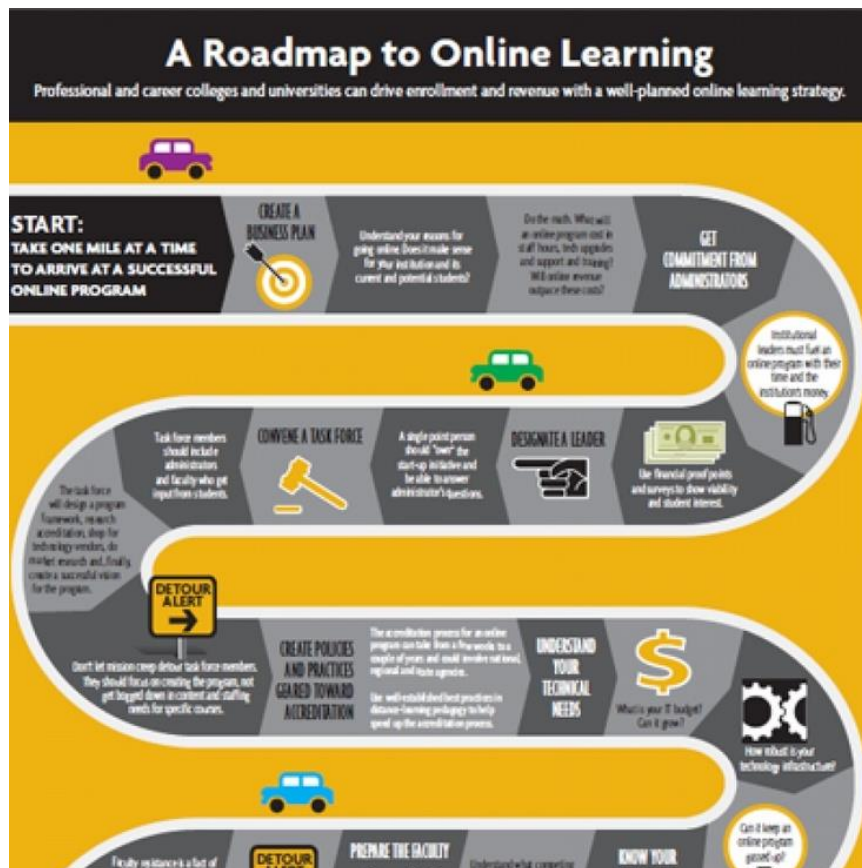 A Roadmap to Online Learning
Professional and career colleges and universities can drive enrollment and revenue with a well-planned online learning strategy.
START:
TAKE ONE MILE AT A TIME
TO ARRIVE AT A SUCCESSFUL
ONLINE PROGRAM
CREATE A
BUSINESS PLAN
Understand your reasons for
going online. Does it make sense
for your institution and its
current and potential students?
Do the math. What will
an online program cost in
staff hours, tech upgrades
and support and training?
Will online revenue
outpace these costs?
GET
COMMITMENT FROM
ADMINISTRATORS
Institutional
leaders must fuel an
online program with their
time and the
institution's money.
Use financial proof points
and surveys to show viability
and student interest.
DESIGNATE A LEADER
A single point person
should "own" the
start-up initiative and
be able to answer
administrator's questions.
CONVENE A TASK FORCE
Task force members
should include
administrators
and faculty who get
input from students.
The task force
will design a program
framework, research
accreditation, shop for
technology vendors, do
market research and, finally,
create a successful vision
for the program.
DETOUR
ALERT
Don't let mission creep detour task force members.
They should focus on creating the program, not
get bogged down in content and staffing
needs for specific courses.
CREATE POLICIES
AND PRACTICES
GEARED TOWARD
ACCREDITATION
The accreditation process for an online
program can take from a few weeks to a
couple of years and could involve national,
regional and state agencies.
Use well-established best practices in
distance-learning pedagogy to help
speed up the accreditation process.
UNDERSTAND
YOUR
TECHNICAL
NEEDS
What is your IT budget?
Can it grow?
How robust is your
technology infrastructure?
Can it keep an
online program
KNOW YOUR
Understand what competing
PREPARE THE FACULTY
DETOUR
Faculty resistance is a fact of